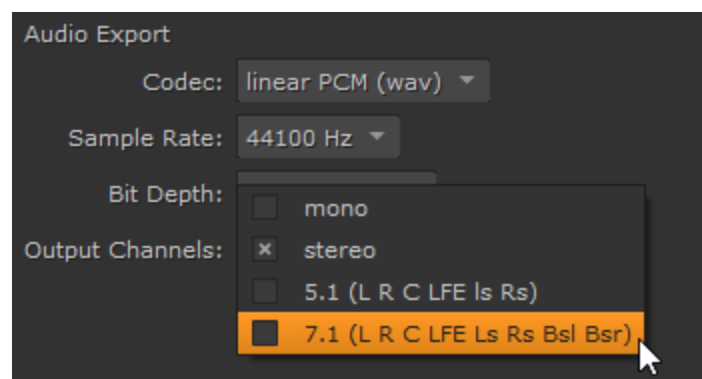 Audio Export
Codec: linear PCM (wav)
Sample Rate: 44100 Hz
Bit Depth:
mono
Output Channels: stereo
5.1 (L R C LFE ls Rs)
7.1 (L R C LFE Ls Rs Bsl Bsr)